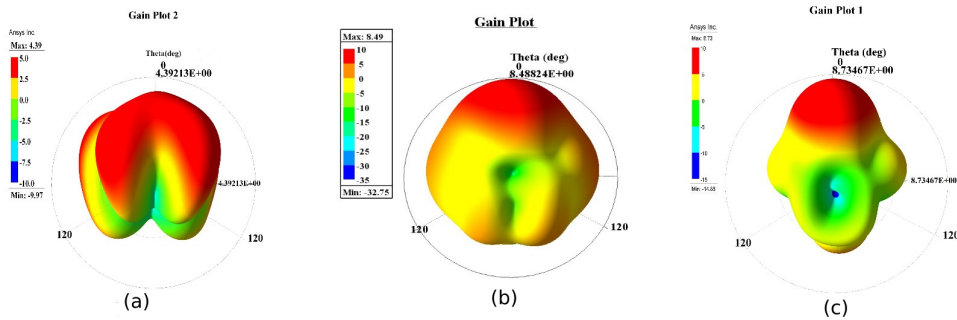 Gain Plot 2
Ansys Inc.
Max: 4.39
5.0
2.5
0.0
-2.5
-5.0
-7.5
-10.0
Min: -9.97
Theta(deg)
0
4.39213E+00
4.39213E+00
120
120
(a)
Gain Plot
Max: 8.49
10
5
0
-5
-10
-15
-20
-25
-30
-35
Min: -32.75
Theta (deg)
0
8.48824E+00
120
120
(b)
Gain Plot 1
Ansys Inc.
Max: 8.73
10
5
0
-5
-10
-15
Theta (deg)
0
8.73467E+00
8.73467E+00
120
120
(c)